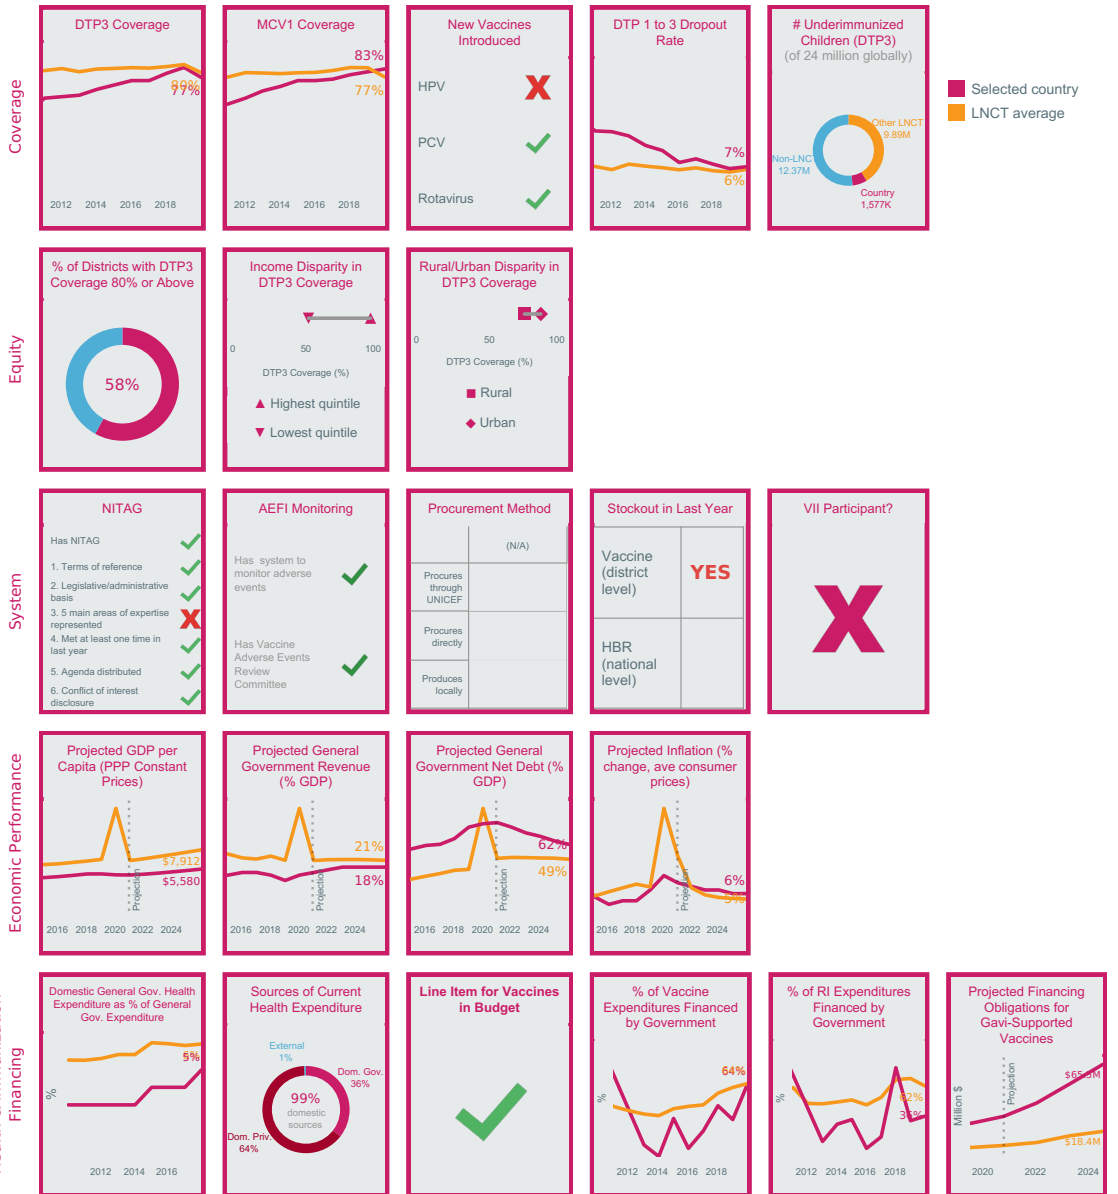 Coverage
DTP3 Coverage
80%
77%
2012 2014 2016 2018
MCV1 Coverage
83%
77%
2012 2014 2016 2018
New Vaccines
Introduced
HPV
PCV
Rotavirus
DTP 1 to 3 Dropout
Rate
7%
6%
2012 2014 2016 2018
# Underimmunized
Children (DTP3)
(of 24 million globally)
Other LNCT
9.89M
Non-LNCT
12.37M
Country
1,577K
Selected country
LNCT average
Equity
% of Districts with DTP3
Coverage 80% or Above
58%
Income Disparity in
DTP3 Coverage
0 50 100
DTP3 Coverage (%)
Highest quintile
Lowest quintile
Rural/Urban Disparity in
DTP3 Coverage
0 50 100
DTP3 Coverage (%)
Rural
Urban
System
NITAG
Has NITAG
1. Terms of reference
2. Legislative/administrative
basis
3. 5 main areas of expertise
represented
4. Met at least one time in
last year
5. Agenda distributed
6. Conflict of interest
disclosure
AEFI Monitoring
Has system to
monitor adverse
events
Has Vaccine
Adverse Events
Review
Committee
Procurement Method
(N/A)
Procures
through
UNICEF
Procures
directly
Produces
locally
Stockout in Last Year
Vaccine
(district
level)
YES
HBR
(national
level)
VII Participant?
X
Economic Performance
Projected GDP per
Capita (PPP Constant
Prices)
$7,912
$5,580
Projection
2016 2018 2020 2022 2024
Projected General
Government Revenue
(% GDP)
21%
18%
Projection
2016 2018 2020 2022 2024
Projected General
Government Net Debt (%
GDP)
62%
49%
Projection
2016 2018 2020 2022 2024
Projected Inflation (%
change, ave consumer
prices)
6%
5%
Projection
2016 2018 2020 2022 2024
Financing
Domestic General Gov. Health
Expenditure as % of General
Gov. Expenditure
5%
%
2012 2014 2016
Sources of Current
Health Expenditure
External
1%
Dom. Gov.
36%
99%
domestic
sources
Dom. Priv.
64%
Line Item for Vaccines
in Budget
% of Vaccine
Expenditures Financed
by Government
64%
%
2012 2014 2016 2018
% of RI Expenditures
Financed by
Government
62%
%
2012 2014 2016 2018
Projected Financing
Obligations for
Gavi-Supported
Vaccines
Projection
Million $
$18.4M
2020 2022 2024